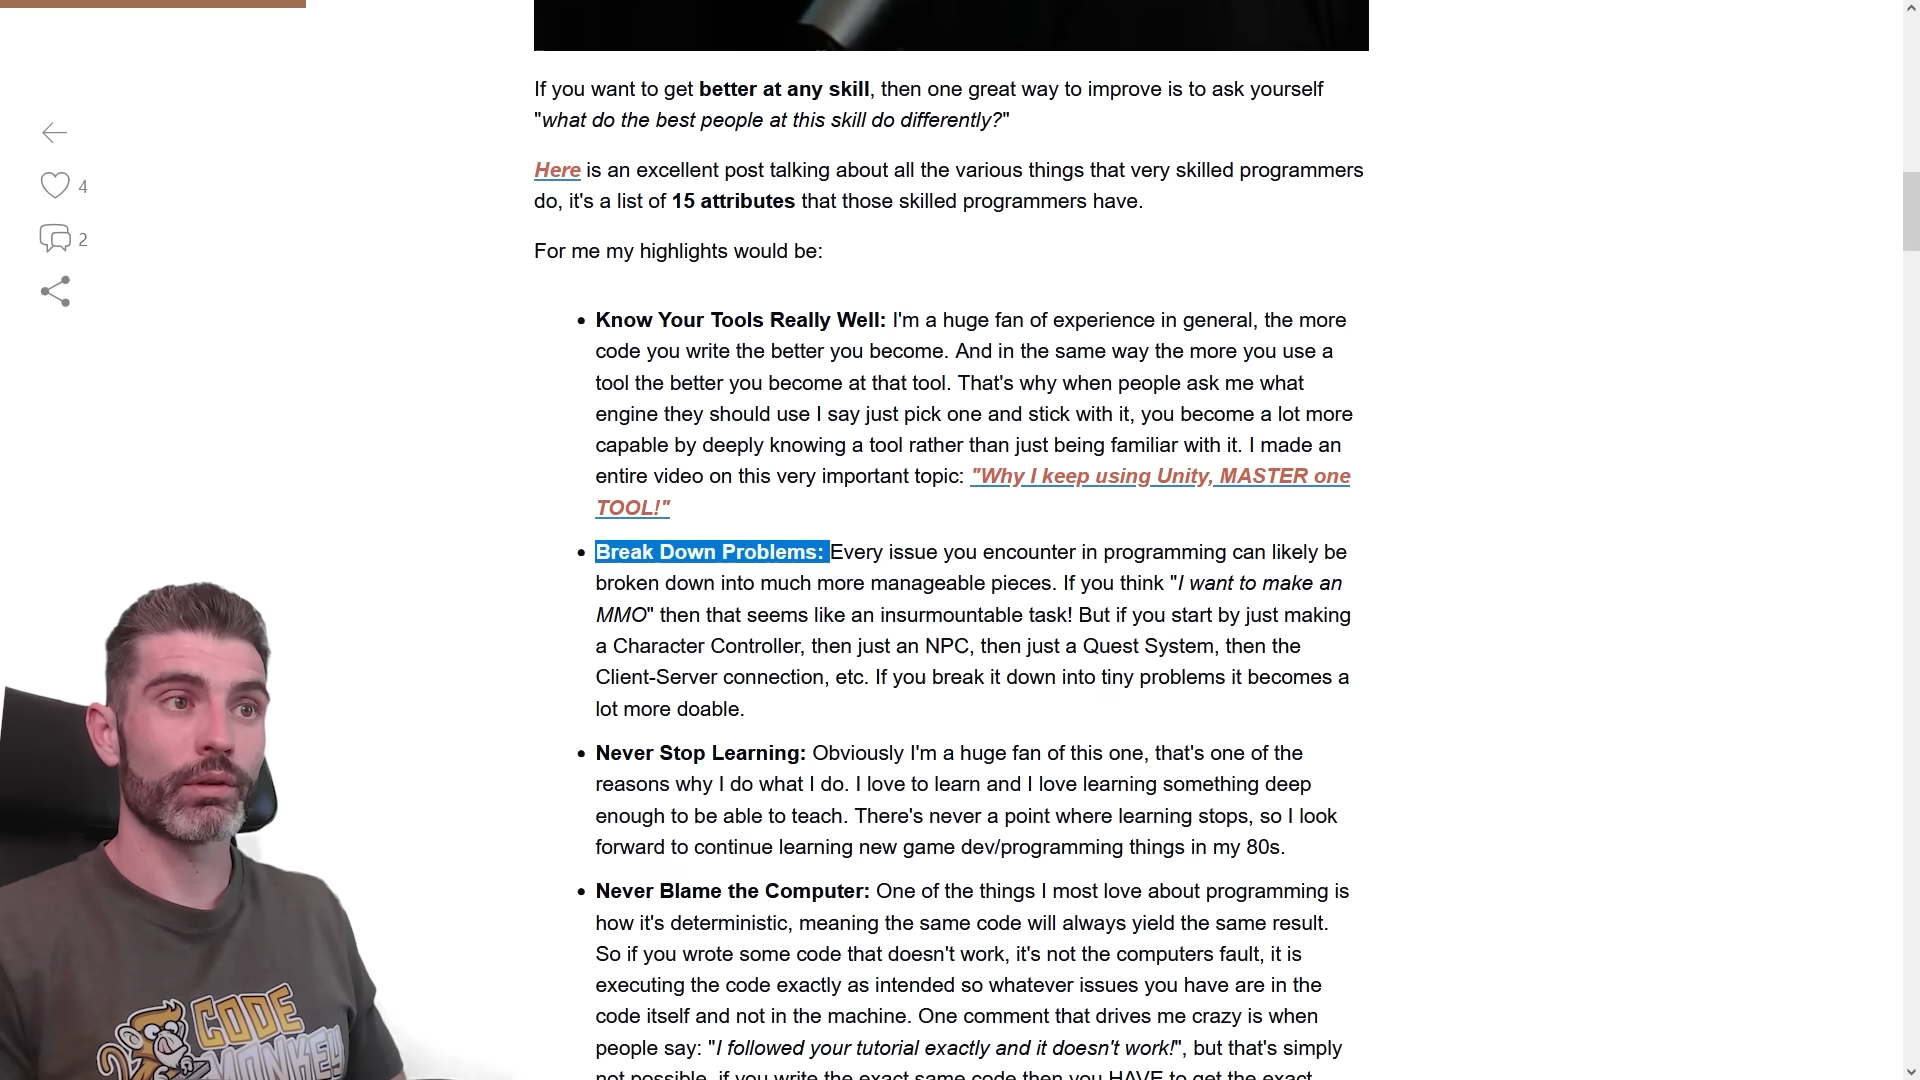 If you want to get better at any skill, then one great way to improve is to ask yourself
"what do the best people at this skill do differently?"
Here is an excellent post talking about all the various things that very skilled programmers
do, it's a list of 15 attributes that those skilled programmers have.
For me my highlights would be:
4
2
• Know Your Tools Really Well: I'm a huge fan of experience in general, the more
code you write the better you become. And in the same way the more you use a
tool the better you become at that tool. That's why when people ask me what
engine they should use I say just pick one and stick with it, you become a lot more
capable by deeply knowing a tool rather than just being familiar with it. I made an
entire video on this very important topic: "Why I keep using Unity, MASTER one
TOOL!"
• Break Down Problems: Every issue you encounter in programming can likely be
broken down into much more manageable pieces. If you think "I want to make an
MMO" then that seems like an insurmountable task! But if you start by just making
a Character Controller, then just an NPC, then just a Quest System, then the
Client-Server connection, etc. If you break it down into tiny problems it becomes a
lot more doable.
• Never Stop Learning: Obviously I'm a huge fan of this one, that's one of the
reasons why I do what I do. I love to learn and I love learning something deep
enough to be able to teach. There's never a point where learning stops, so I look
forward to continue learning new game dev/programming things in my 80s.
• Never Blame the Computer: One of the things I most love about programming is
how it's deterministic, meaning the same code will always yield the same result.
So if you wrote some code that doesn't work, it's not the computers fault, it is
executing the code exactly as intended so whatever issues you have are in the
code itself and not in the machine. One comment that drives me crazy is when
people say: "I followed your tutorial exactly and it doesn't work!", but that's simply
not possible, if you write the exact same code then you HAVE to get the exact
CODE
MONKEY